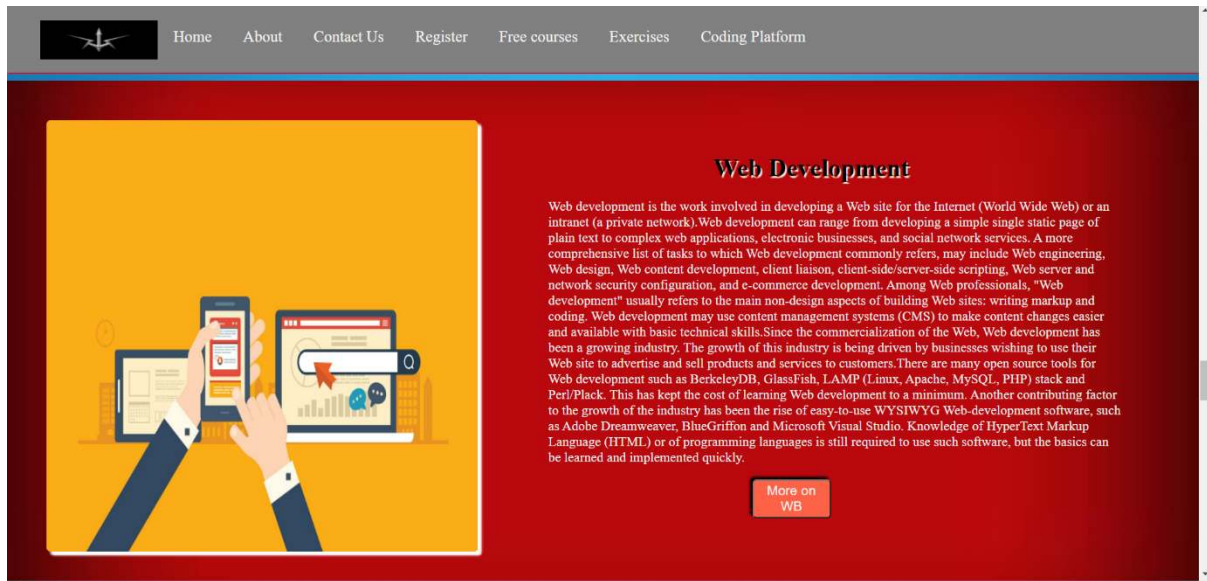 Home About Contact Us Register Free courses Exercises Coding Platform
Web Development
Web development is the work involved in developing a Web site for the Internet (World Wide Web) or an
intranet (a private network).Web development can range from developing a simple single static page of
plain text to complex web applications, electronic businesses, and social network services. A more
comprehensive list of tasks to which Web development commonly refers, may include Web engineering,
Web design, Web content development, client liaison, client-side/server-side scripting, Web server and
network security configuration, and e-commerce development. Among Web professionals, "Web
development" usually refers to the main non-design aspects of building Web sites: writing markup and
coding. Web development may use content management systems (CMS) to make content changes easier
and available with basic technical skills.Since the commercialization of the Web, Web development has
been a growing industry. The growth of this industry is being driven by businesses wishing to use their
Web site to advertise and sell products and services to customers.There are many open source tools for
Web development such as BerkeleyDB, GlassFish, LAMP (Linux, Apache, MySQL, PHP) stack and
Perl/Plack. This has kept the cost of learning Web development to a minimum. Another contributing factor
to the growth of the industry has been the rise of easy-to-use WYSIWYG Web-development software, such
as Adobe Dreamweaver, BlueGriffon and Microsoft Visual Studio. Knowledge of HyperText Markup
Language (HTML) or of programming languages is still required to use such software, but the basics can
be learned and implemented quickly.
More on
WB